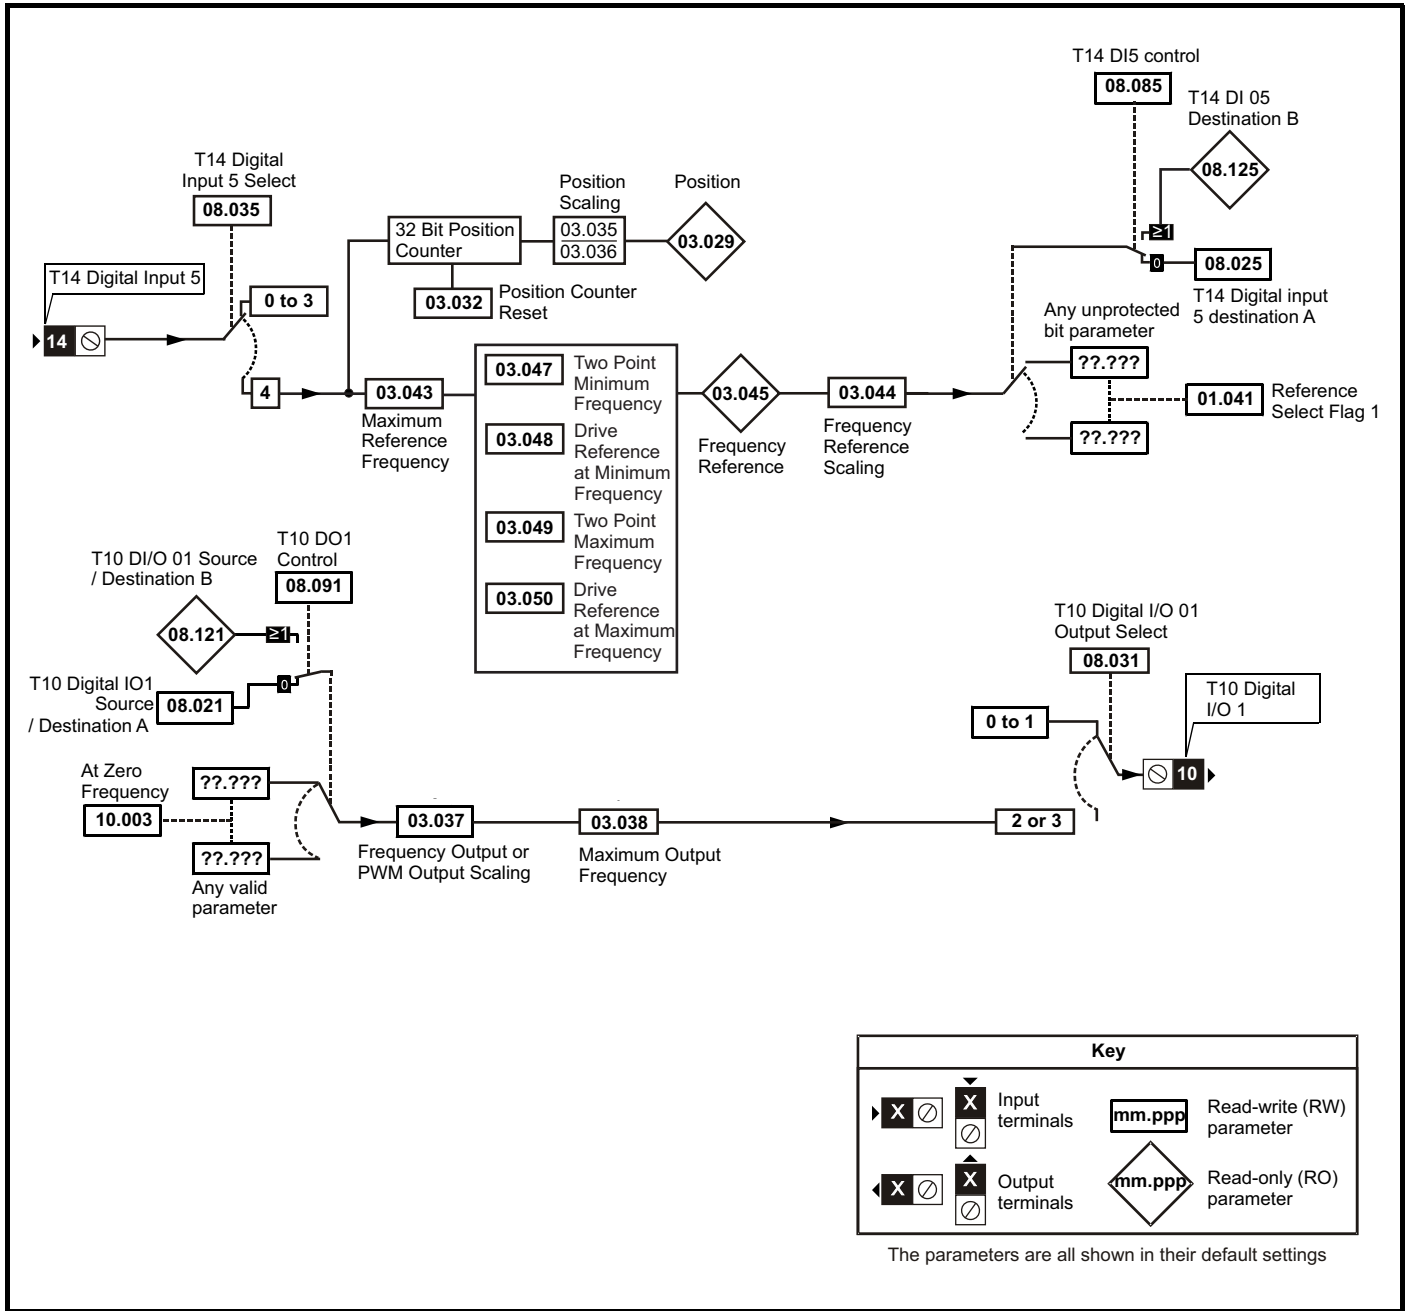 T14 DI5 control
08.085
T14 DI 05
Destination B
08.125
≥1
0
08.025
T14 Digital input
5 destination A
T14 Digital
Input 5 Select
08.035
T14 Digital Input 5
14
0 to 3
4
32 Bit Position
Counter
03.032
Position Counter
Reset
Position
Scaling
03.035
03.036
Position
03.029
03.043
Maximum
Reference
Frequency
03.047
Two Point
Minimum
Frequency
03.048
Drive
Reference
at Minimum
Frequency
03.049
Two Point
Maximum
Frequency
03.050
Drive
Reference
at Maximum
Frequency
03.045
Frequency
Reference
03.044
Frequency
Reference
Scaling
Any unprotected
bit parameter
??.???
??.???
01.041
Reference
Select Flag 1
T10 DI/O 01 Source
/ Destination B
08.121
≥1
T10 DO1
Control
08.091
T10 Digital IO1
Source
/ Destination A
08.021
0
At Zero
Frequency
10.003
??.???
??.???
Any valid
parameter
03.037
Frequency Output or
PWM Output Scaling
03.038
Maximum Output
Frequency
2 or 3
0 to 1
T10 Digital I/O 01
Output Select
08.031
T10 Digital
I/O 1
10
Key
X
X
Input
terminals
mm.ppp
Read-write (RW)
parameter
X
X
Output
terminals
mm.ppp
Read-only (RO)
parameter
The parameters are all shown in their default settings